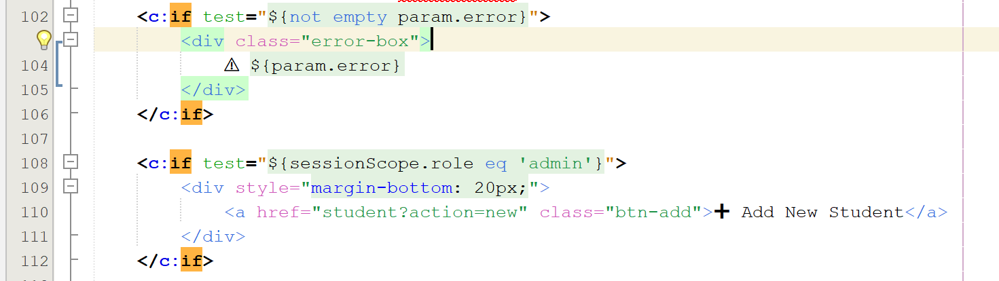 102 <c:if test="${not empty param.error}">
<div class="error-box">
104 ⚠ ${param.error}
105 </div>
106 </c:if>
107
108 <c:if test="${sessionScope.role eq 'admin'}">
109 <div style="margin-bottom: 20px;">
110 <a href="student?action=new" class="btn-add">➕ Add New Student</a>
111 </div>
112 </c:if>